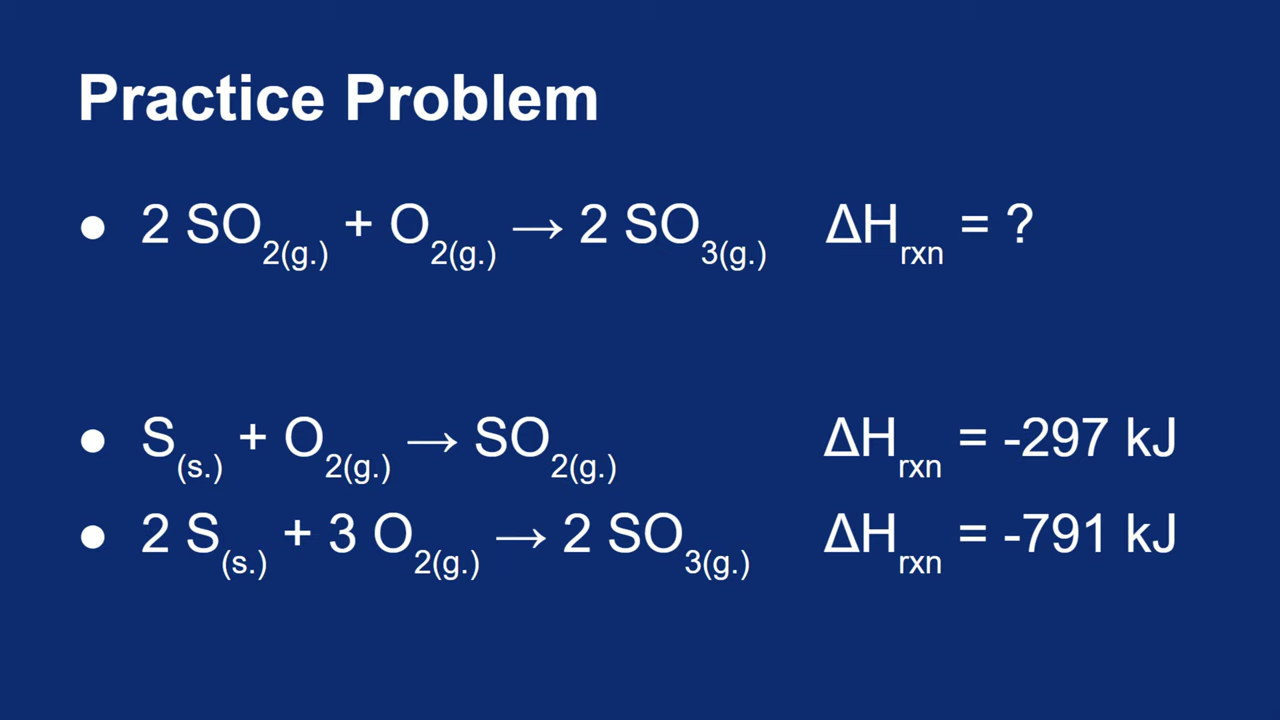 Practice Problem
● 2 SO2(g.) + O2(g.) → 2 SO3(g.) ΔHrxn = ?
● S(s.) + O2(g.) → SO2(g.) ΔHrxn = -297 kJ
● 2 S(s.) + 3 O2(g.) → 2 SO3(g.) ΔHrxn = -791 kJ